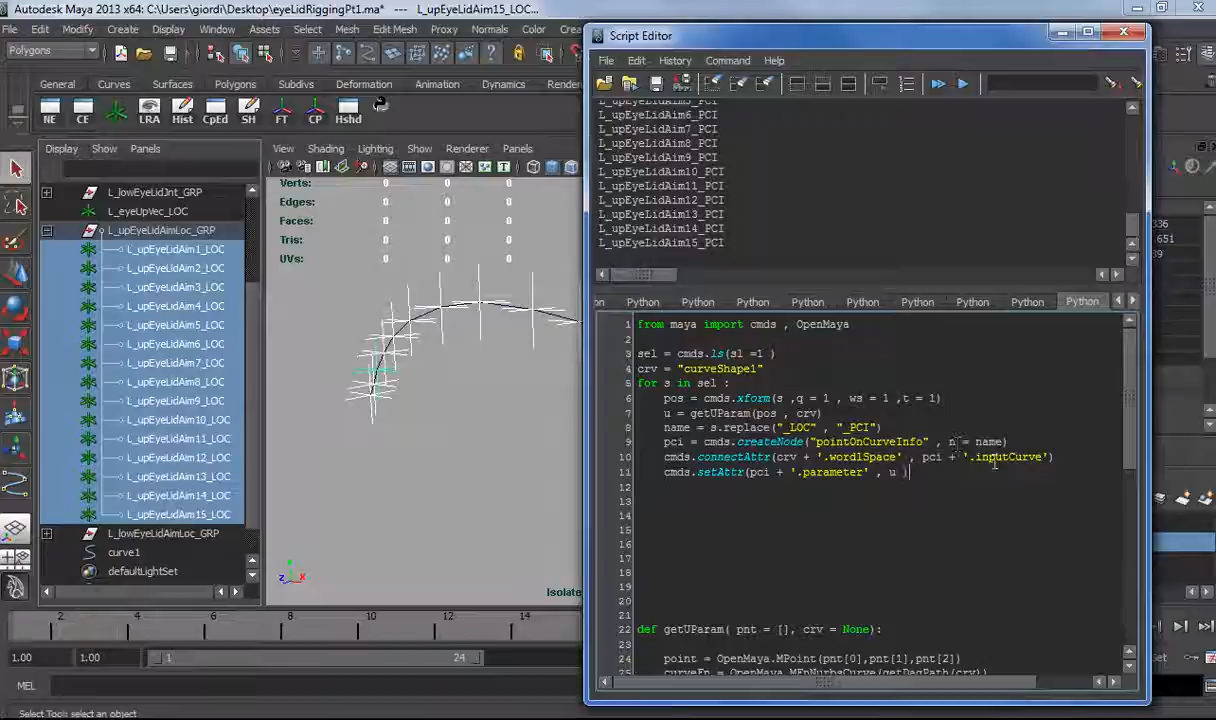 Autodesk Maya 2013 x64: C:\Users\giordi\Desktop\eyeLidRiggingPt1.ma* --- L_upEyeLidAim15_LOC...
File Edit Modify Create Display Window Assets Select Mesh Edit Mesh Proxy Normals Color
Polygons
General Curves Surfaces Polygons Subdivs Deformation Animation Dynamics
NE CE LRA Hist CpEd SH FT CP Hshd
Display Show Panels
L_lowEyeLidJnt_GRP
L_eyeUpVec_LOC
L_upEyeLidAimLoc_GRP
L_upEyeLidAim1_LOC
L_upEyeLidAim2_LOC
L_upEyeLidAim3_LOC
L_upEyeLidAim4_LOC
L_upEyeLidAim5_LOC
L_upEyeLidAim6_LOC
L_upEyeLidAim7_LOC
L_upEyeLidAim8_LOC
L_upEyeLidAim9_LOC
L_upEyeLidAim10_LOC
L_upEyeLidAim11_LOC
L_upEyeLidAim12_LOC
L_upEyeLidAim13_LOC
L_upEyeLidAim14_LOC
L_upEyeLidAim15_LOC
L_lowEyeLidAimLoc_GRP
curve1
defaultLightSet
View Shading Lighting Show Renderer Panels
Verts: 0 0 0
Edges: 0 0 0
Faces: 0 0 0
Tris: 0 0 0
UVs: 0 0 0
z x
Isolate
Script Editor
File Edit History Command Help
L_upEyeLidAim5_PCI
L_upEyeLidAim6_PCI
L_upEyeLidAim7_PCI
L_upEyeLidAim8_PCI
L_upEyeLidAim9_PCI
L_upEyeLidAim10_PCI
L_upEyeLidAim11_PCI
L_upEyeLidAim12_PCI
L_upEyeLidAim13_PCI
L_upEyeLidAim14_PCI
L_upEyeLidAim15_PCI
on Python Python Python Python Python Python Python Python Python
1 from maya import cmds , OpenMaya
2
3 sel = cmds.ls(sl =1 )
4 crv = "curveShape1"
5 for s in sel :
6 pos = cmds.xform(s ,q = 1 , ws = 1 ,t = 1)
7 u = getUParam(pos , crv)
8 name = s.replace("_LOC" , "_PCI")
9 pci = cmds.createNode("pointOnCurveInfo" , n = name)
10 cmds.connectAttr(crv + '.wordlSpace' , pci + '.inputCurve')
11 cmds.setAttr(pci + '.parameter' , u )
12
13
14
15
16
17
18
19
20
21
22 def getUParam( pnt = [], crv = None):
23
24 point = OpenMaya.MPoint(pnt[0],pnt[1],pnt[2])
25 curveFn = OpenMaya.MFnNurbsCurve(getDagPath(crv))
2 4 6 8 10 12 14
1.00 1.00 1 24
MEL
Select Tool: select an object